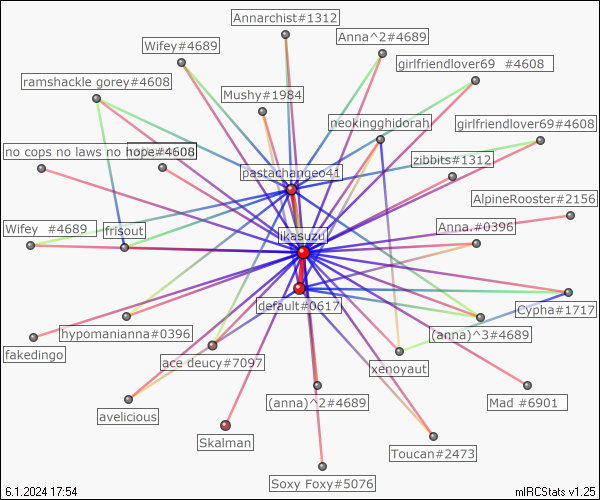 Annarchist#1312
Anna^2#4689
Wifey#4689
girlfriendlover69 #4608
ramshackle gorey#4608
Mushy#1984
neokingghidorah
girlfriendlover69#4608
no cops no laws no hope#4608
zibbits#1312
pastachangeo41
AlpineRooster#2156
Wifey #4689
frisout
Anna.#0396
ikasuzu
default#0617
Cypha#1717
hypomanianna#0396
(anna)^3#4689
fakedingo
ace deucy#7097
xenoyaut
avelicious
(anna)^2#4689
Mad #6901
Skalman
Toucan#2473
Soxy Foxy#5076
6.1.2024 17:54
mIRCStats v1.25